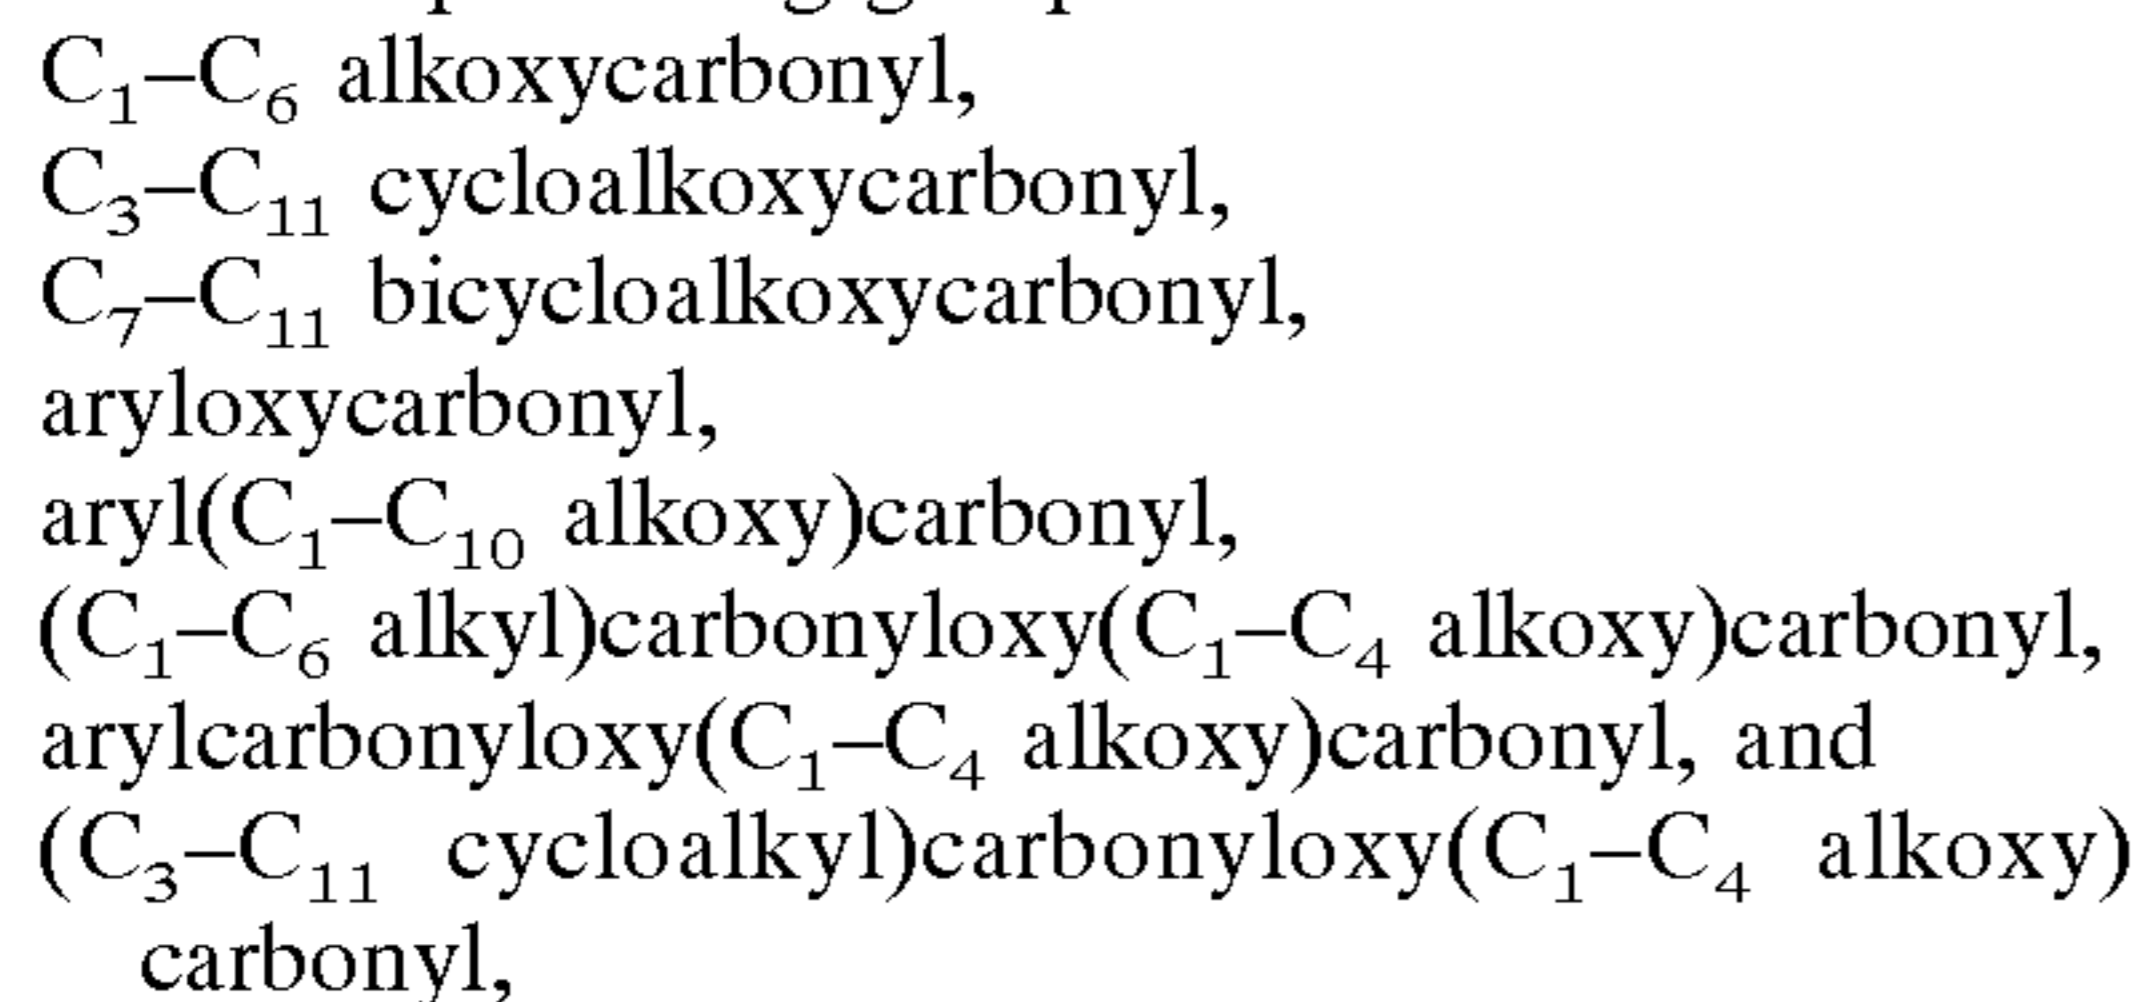 C₁–C₆ alkoxycarbonyl,
C₃–C₁₁ cycloalkoxycarbonyl,
C₇–C₁₁ bicycloalkoxycarbonyl,
aryloxycarbonyl,
aryl(C₁–C₁₀ alkoxy)carbonyl,
(C₁–C₆ alkyl)carbonyloxy(C₁–C₄ alkoxy)carbonyl,
arylcarbonyloxy(C₁–C₄ alkoxy)carbonyl, and
(C₃–C₁₁ cycloalkyl)carbonyloxy(C₁–C₄ alkoxy)
carbonyl,